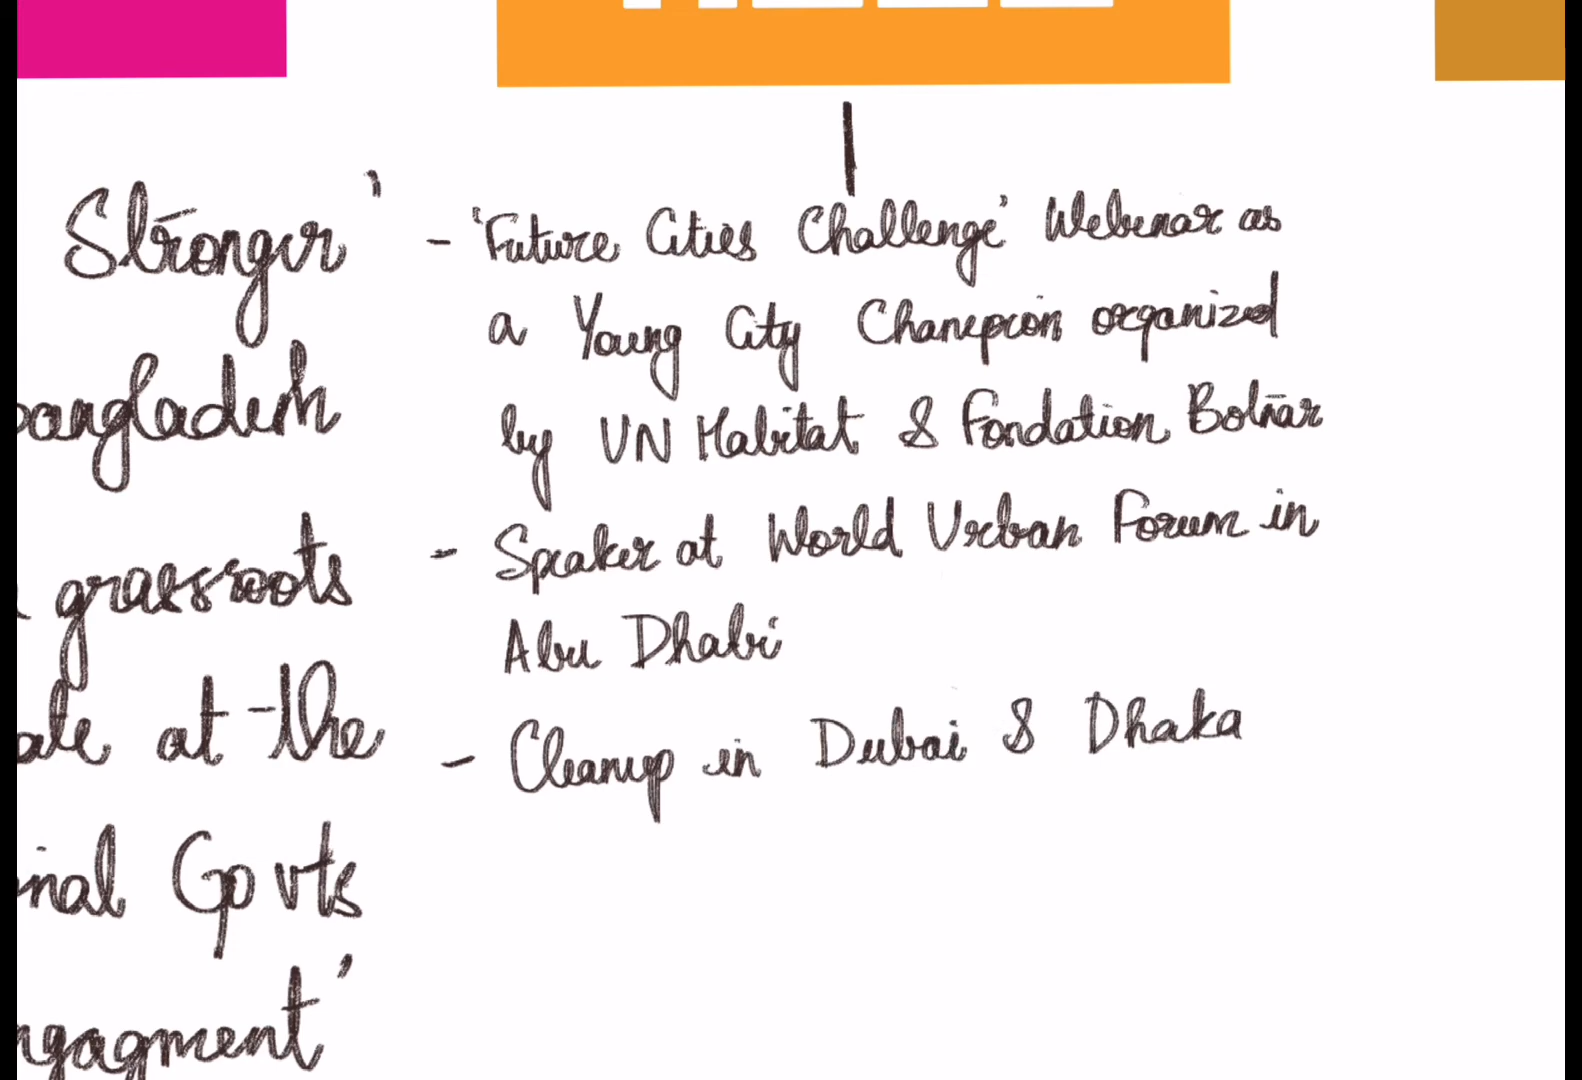 Stronger'
bangladesh
grassroots
ate at the
nal Govts
ngagment'
- 'Future Cities Challenge' Webinar as
a Young City Champion organized
by UN Habitat & Fondation Botnar
- Speaker at World Urban Forum in
Abu Dhabi
- Cleanup in Dubai & Dhaka